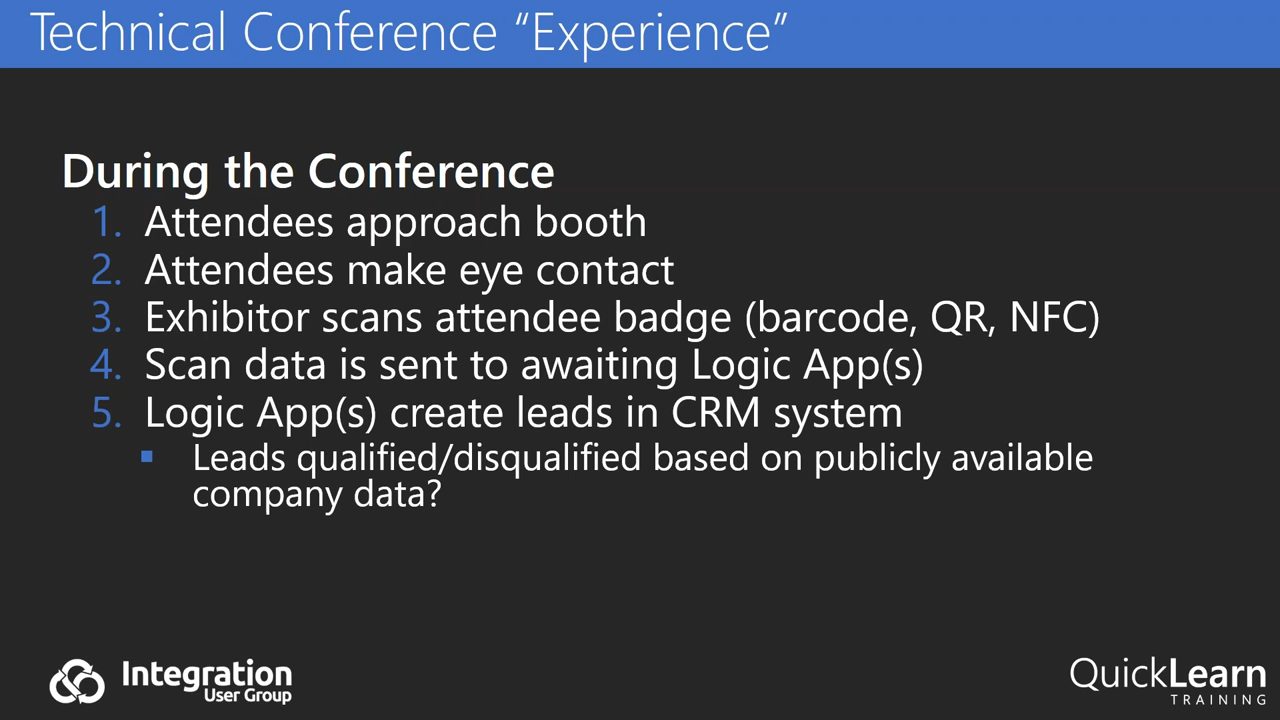 Technical Conference “Experience”
During the Conference
1. Attendees approach booth
2. Attendees make eye contact
3. Exhibitor scans attendee badge (barcode, QR, NFC)
4. Scan data is sent to awaiting Logic App(s)
5. Logic App(s) create leads in CRM system
▪ Leads qualified/disqualified based on publicly available
company data?
Integration
User Group
QuickLearn
TRAINING